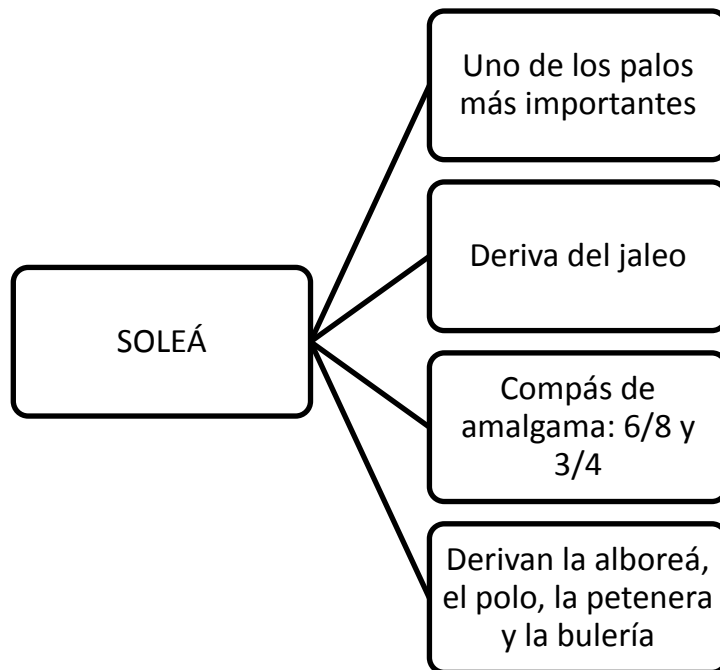 SOLEÁ
Uno de los palos
más importantes
Deriva del jaleo
Compás de
amalgama: 6/8 y
3/4
Derivan la alboreá,
el polo, la petenera
y la bulería